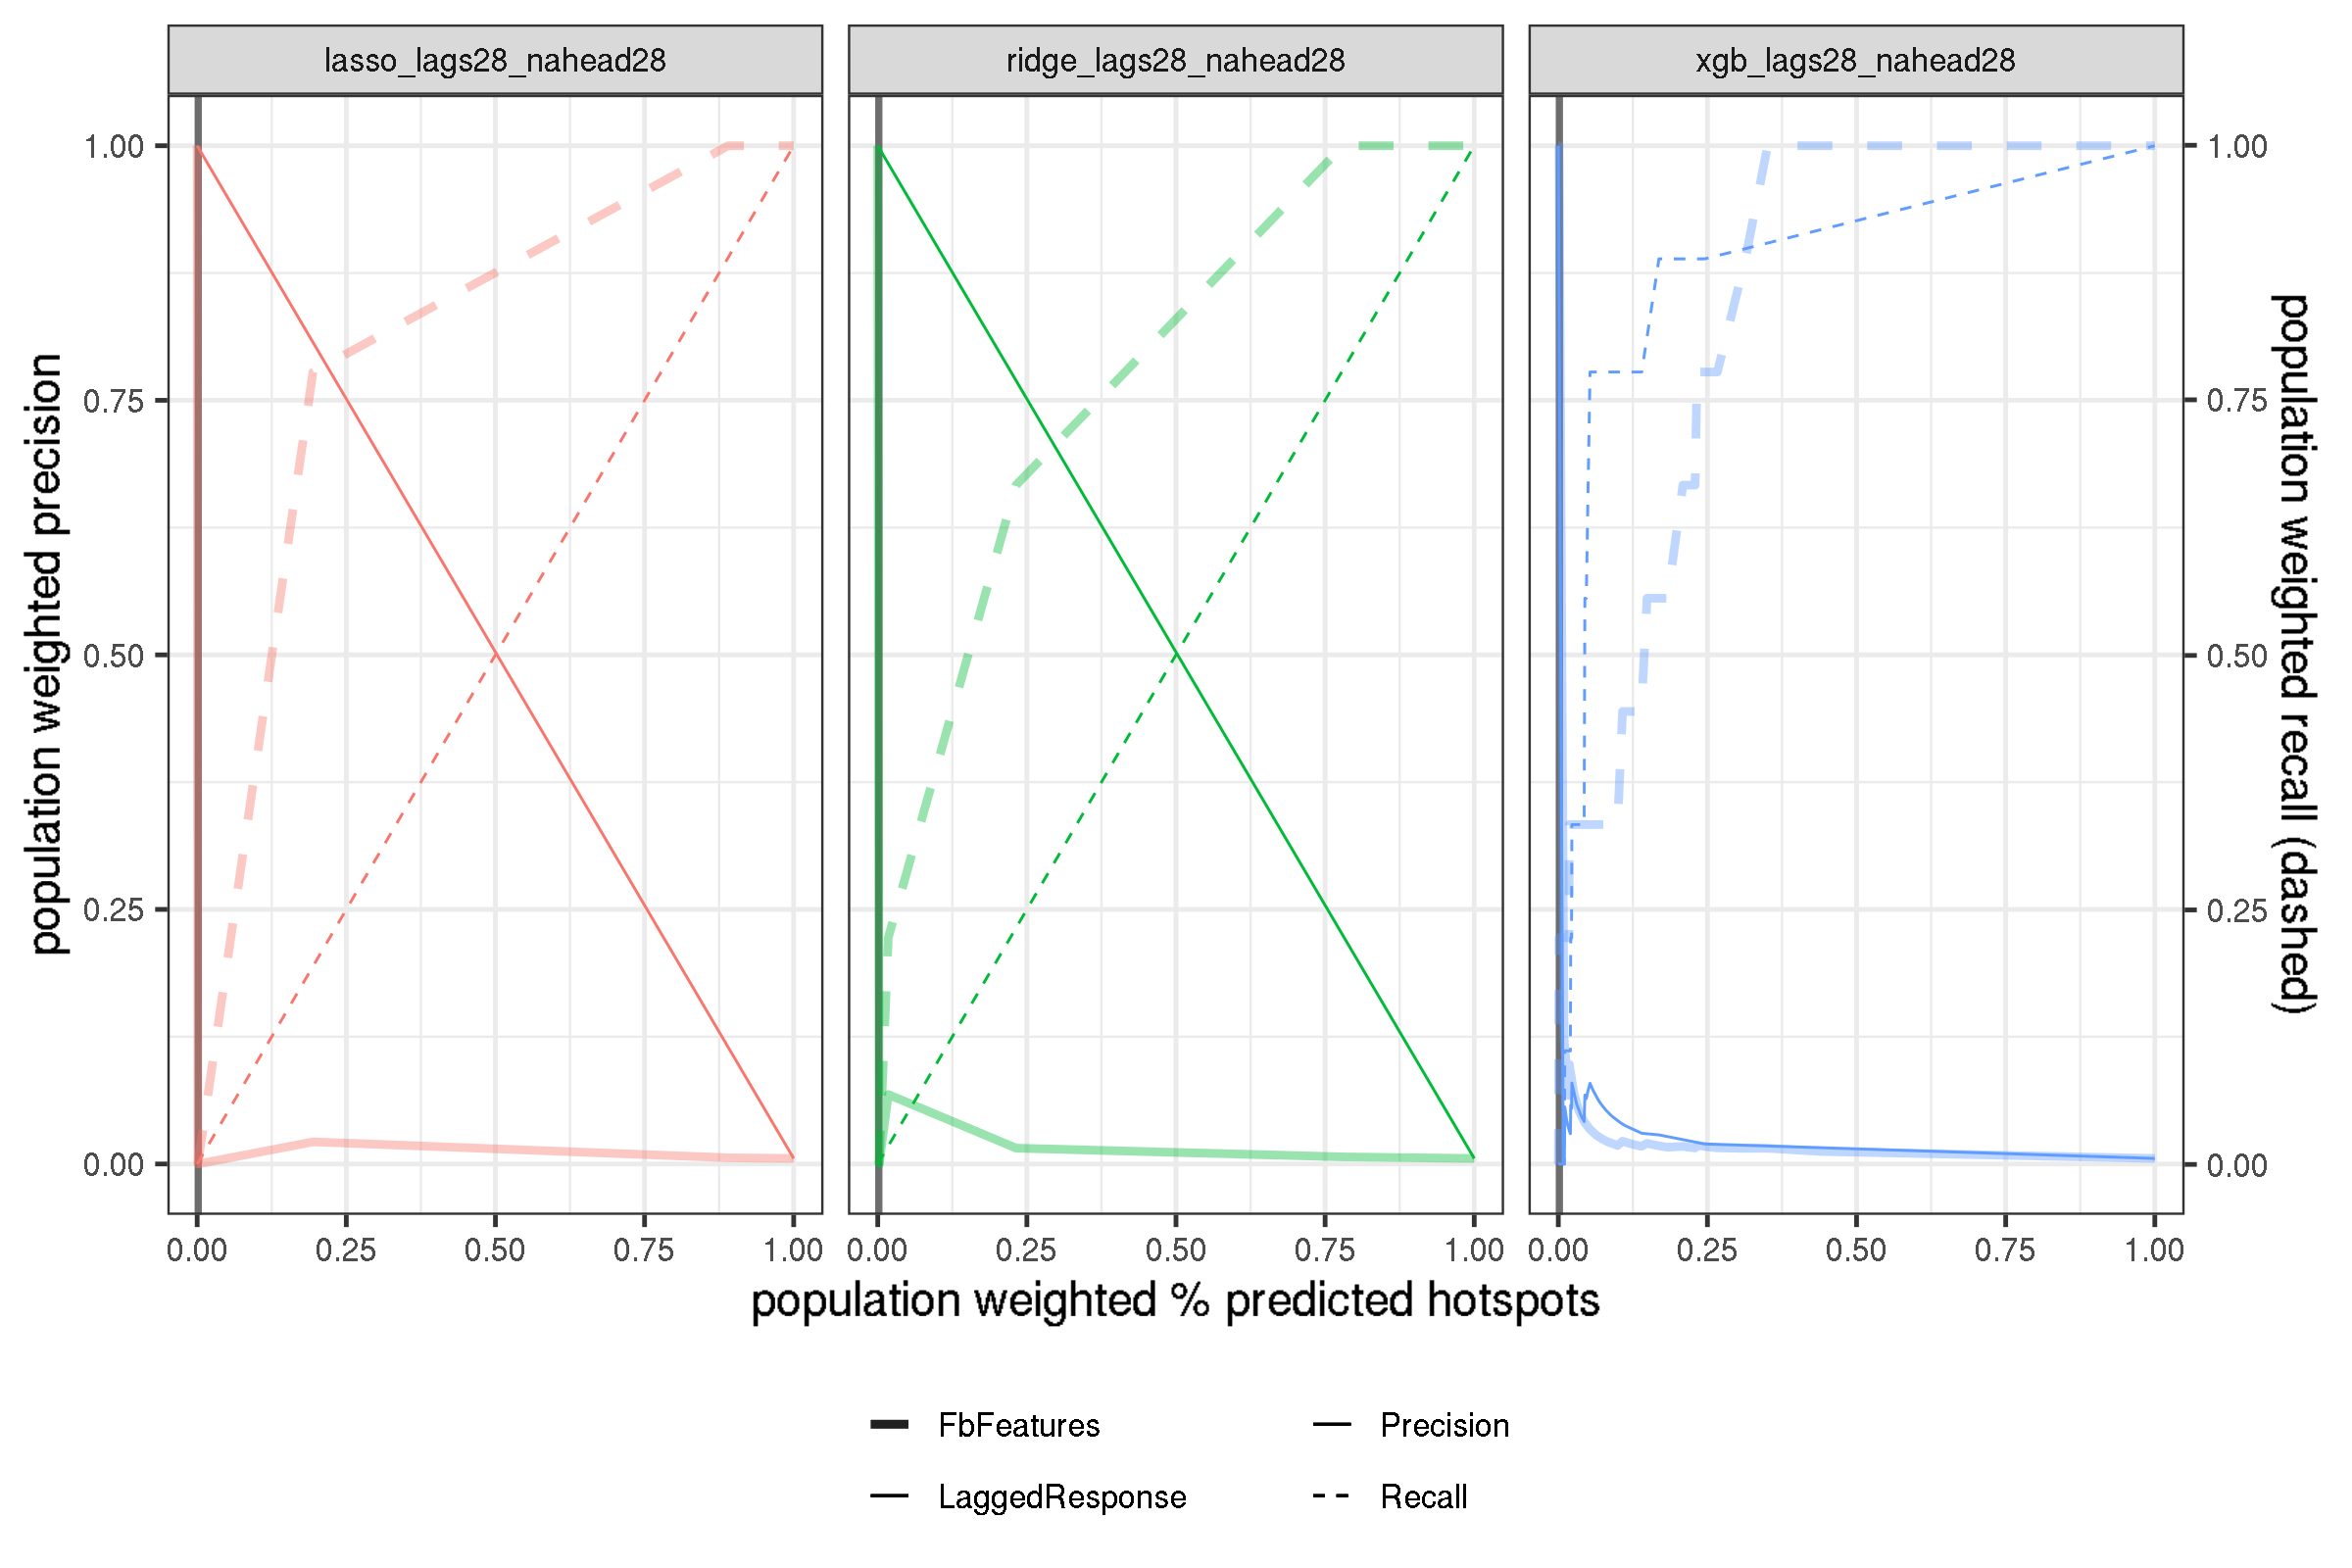 lasso_lags28_nahead28 ridge_lags28_nahead28 xgb_lags28_nahead28
population weighted precision
1.00
0.75
0.50
0.25
0.00
1.00
0.75
0.50
0.25
0.00
population weighted recall (dashed)
0.00 0.25 0.50 0.75 1.00 0.00 0.25 0.50 0.75 1.00 0.00 0.25 0.50 0.75 1.00
population weighted % predicted hotspots
FbFeatures Precision
LaggedResponse Recall